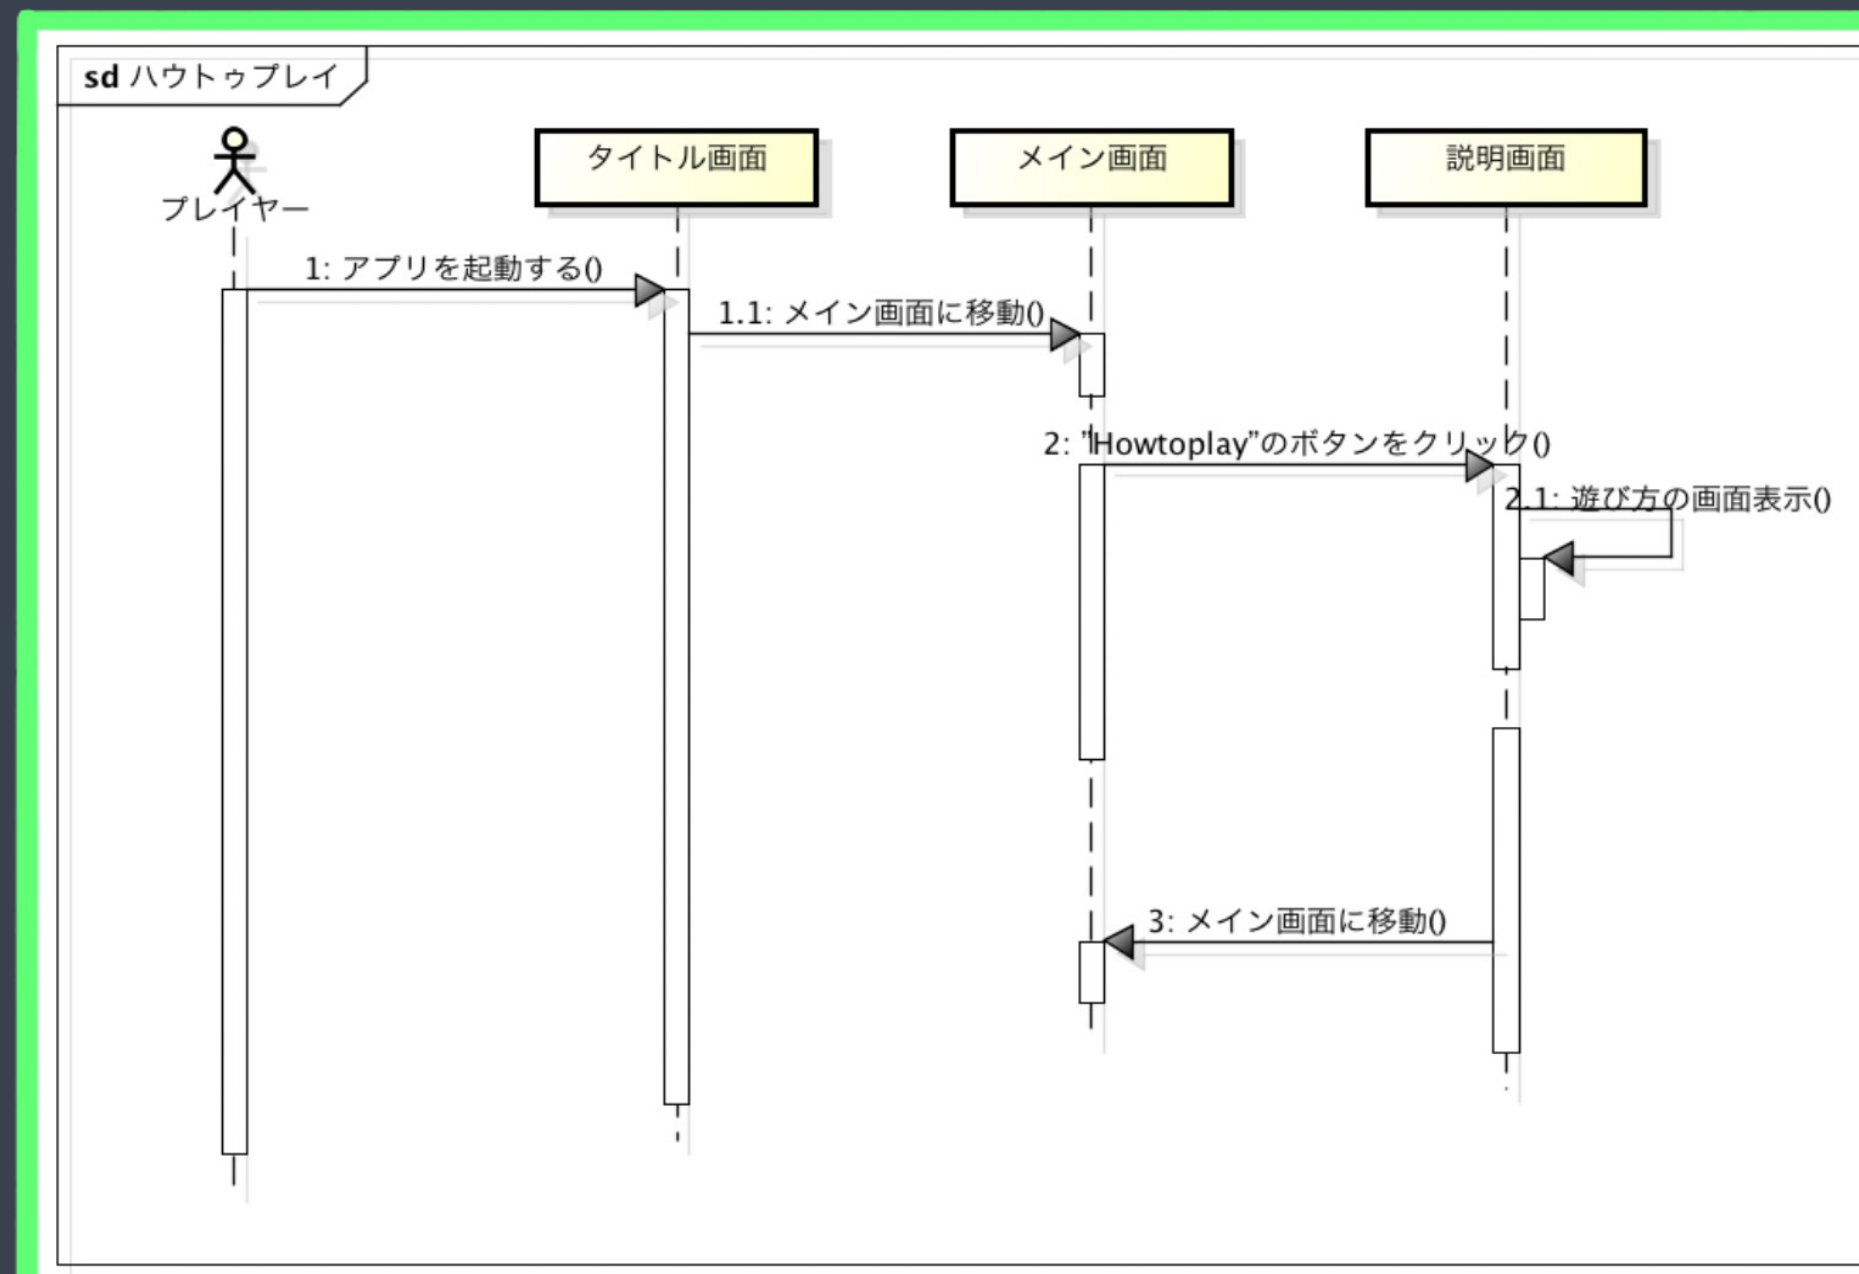 sd ハウトゥプレイ
プレイヤー
タイトル画面
メイン画面
説明画面
1: アプリを起動する()
1.1: メイン画面に移動()
2: ”Howtoplay”のボタンをクリック()
2.1: 遊び方の画面表示()
3: メイン画面に移動()